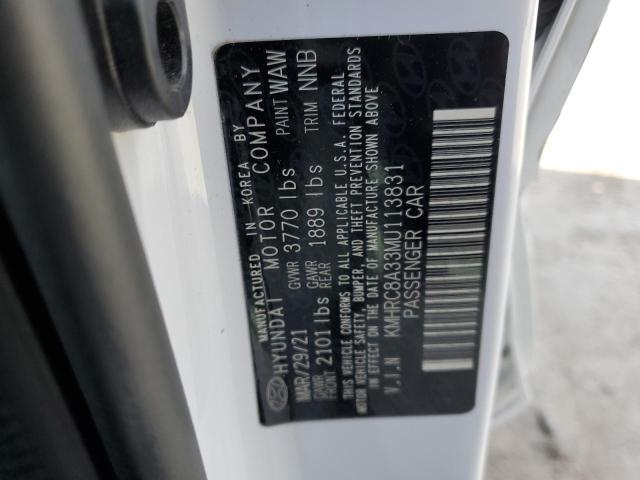 MANUFACTURED IN KOREA BY
HYUNDAI MOTOR COMPANY
MAR/29/21 GVWR 3770 lbs PAINT WAW
GAWR FRONT 2101 lbs GAWR REAR 1889 lbs TRIM NNB
THIS VEHICLE CONFORMS TO ALL APPLICABLE U.S.A. FEDERAL
MOTOR VEHICLE SAFETY, BUMPER, AND THEFT PREVENTION STANDARDS
IN EFFECT ON THE DATE OF MANUFACTURE SHOWN ABOVE
V.I.N KMHRC8A33MU113831
PASSENGER CAR